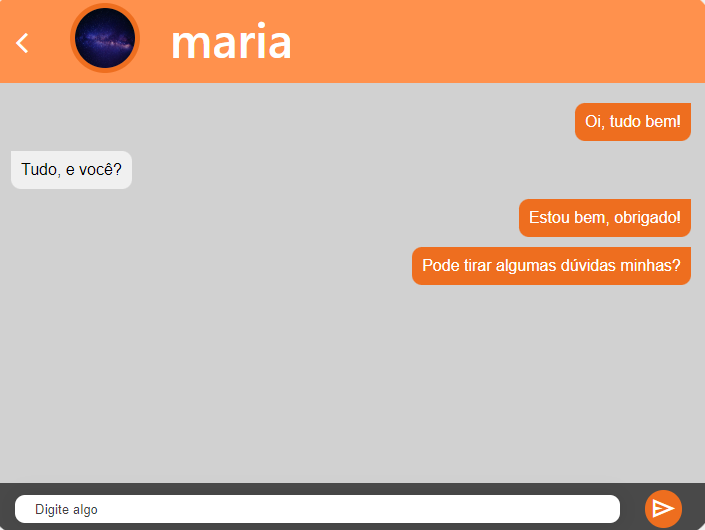 maria
Oi, tudo bem!
Tudo, e você?
Estou bem, obrigado!
Pode tirar algumas dúvidas minhas?
Digite algo